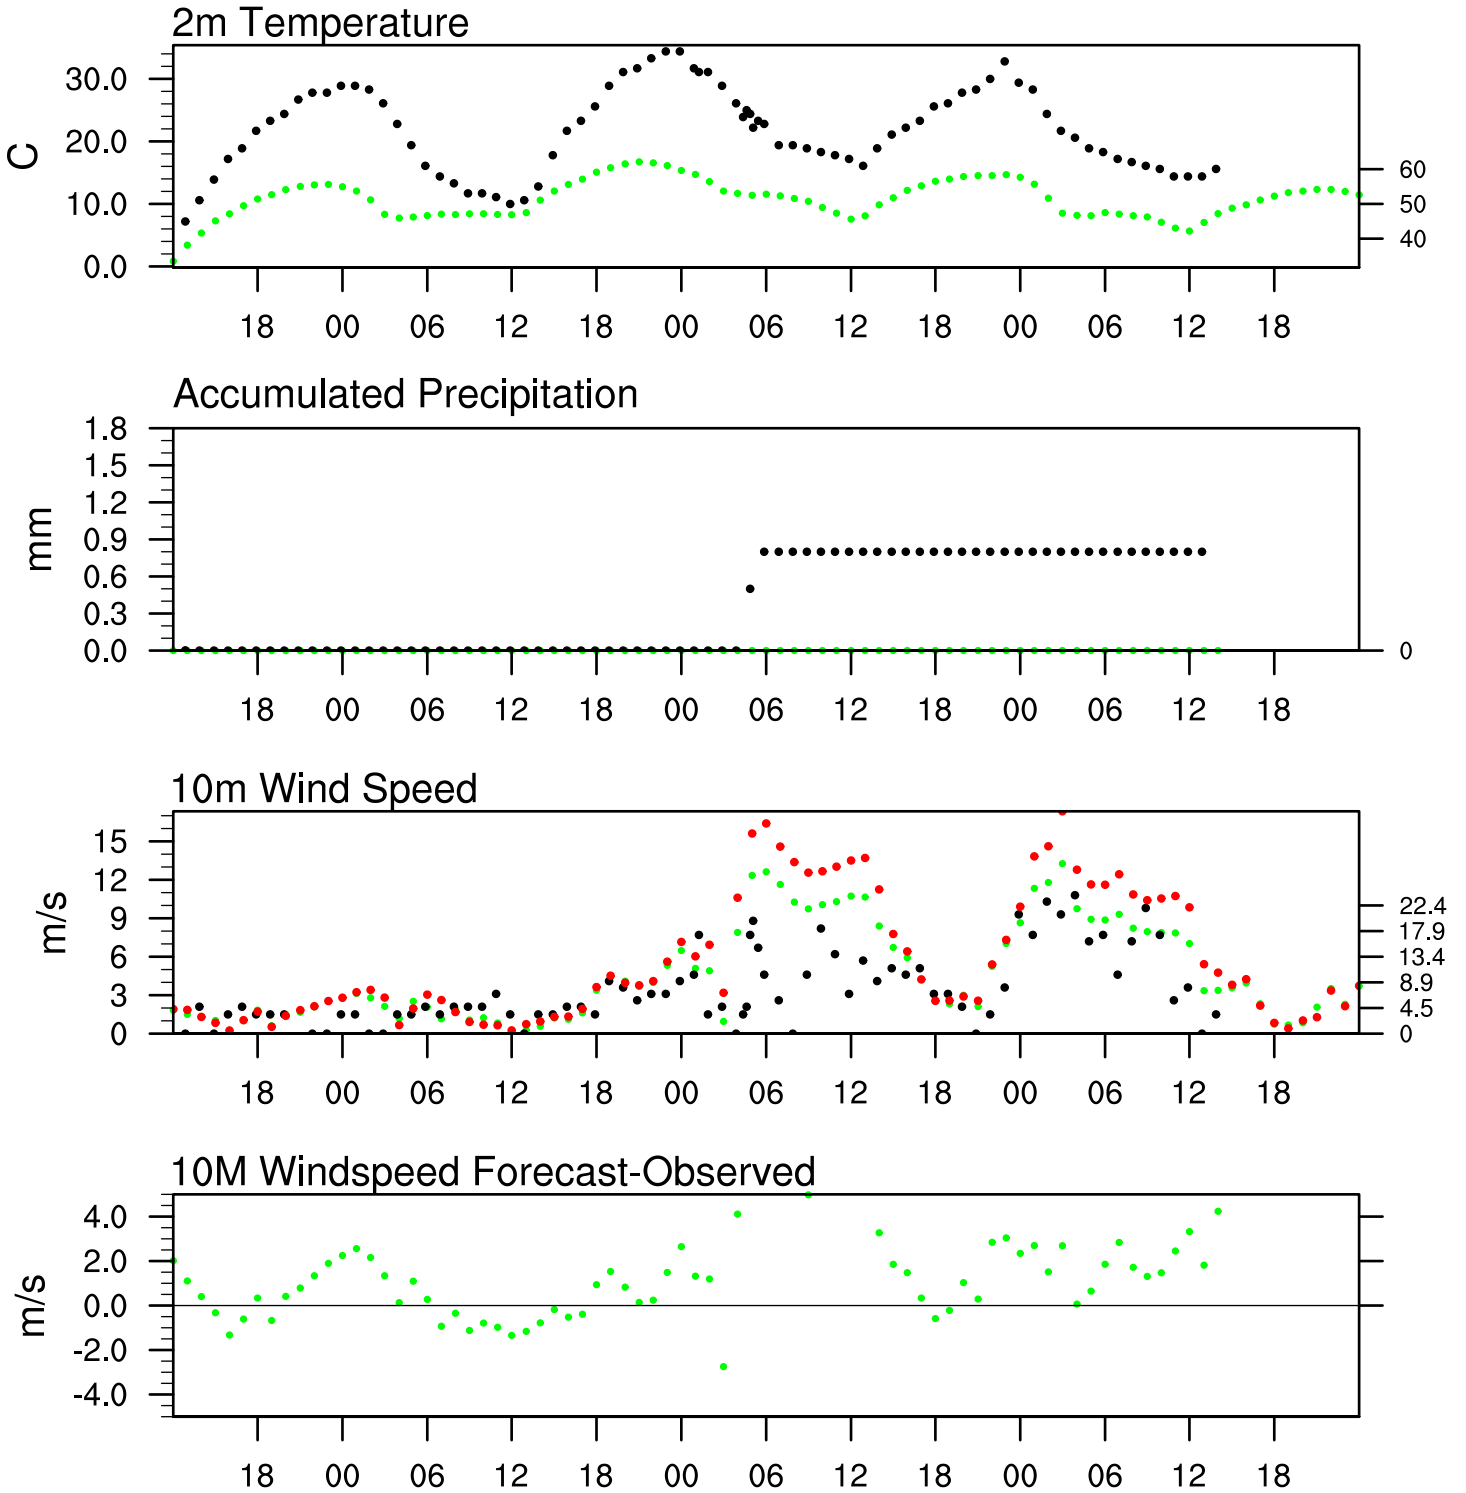 2m Temperature
30.0
20.0
10.0
0.0
C
60
50
40
18 00 06 12 18 00 06 12 18 00 06 12 18
Accumulated Precipitation
1.8
1.5
1.2
0.9
0.6
0.3
0.0
mm
0
18 00 06 12 18 00 06 12 18 00 06 12 18
10m Wind Speed
15
12
9
6
3
0
m/s
22.4
17.9
13.4
8.9
4.5
0
18 00 06 12 18 00 06 12 18 00 06 12 18
10M Windspeed Forecast-Observed
4.0
2.0
0.0
-2.0
-4.0
m/s
18 00 06 12 18 00 06 12 18 00 06 12 18